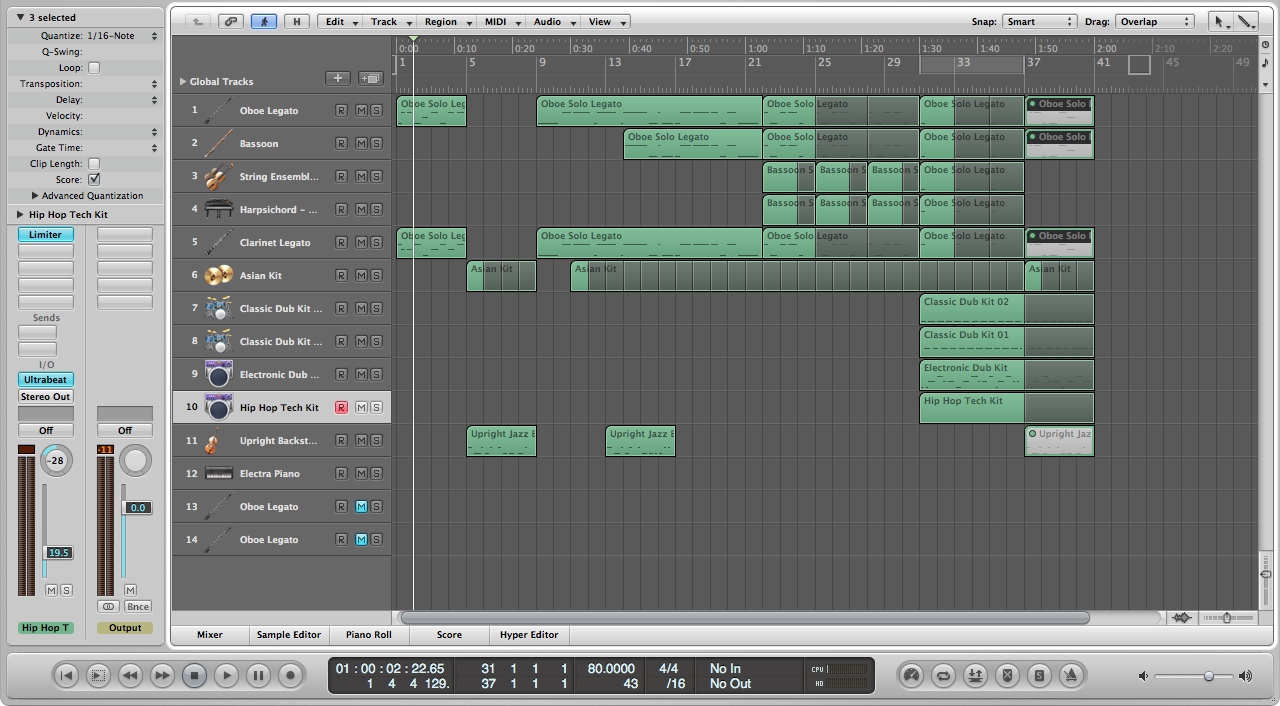 3 selected
Quantize: 1/16-Note
Q-Swing:
Loop:
Transposition:
Delay:
Velocity:
Dynamics:
Gate Time:
Clip Length:
Score:
Advanced Quantization
Hip Hop Tech Kit
Limiter
Sends
I/O
Ultrabeat
Stereo Out
Off Off
-28
-11
0.0
19.5
M S M
Bnce
Hip Hop T Output
H Edit Track Region MIDI Audio View Snap: Smart Drag: Overlap
0:00 0:10 0:20 0:30 0:40 0:50 1:00 1:10 1:20 1:30 1:40 1:50 2:00 2:10 2:20
1 5 9 13 17 21 25 29 33 37 41 45 49
Global Tracks
1 Oboe Legato R M S Oboe Solo Leg Oboe Solo Legato Oboe Solo Legato Oboe Solo Legato Oboe Solo
2 Bassoon R M S Oboe Solo Legato Oboe Solo Legato Oboe Solo Legato Oboe Solo
3 String Ensembl... R M S Bassoon S Bassoon S Bassoon S Oboe Solo Legato
4 Harpsichord – ... R M S Bassoon S Bassoon S Bassoon S Oboe Solo Legato
5 Clarinet Legato R M S Oboe Solo Leg Oboe Solo Legato Oboe Solo Legato Oboe Solo Legato Oboe Solo
6 Asian Kit R M S Asian Kit Asian Kit Asian Kit
7 Classic Dub Kit ... R M S Classic Dub Kit 02
8 Classic Dub Kit ... R M S Classic Dub Kit 01
9 Electronic Dub ... R M S Electronic Dub Kit
10 Hip Hop Tech Kit R M S Hip Hop Tech Kit
11 Upright Backst... R M S Upright Jazz B Upright Jazz B Upright Jaz
12 Electra Piano R M S
13 Oboe Legato R M S
14 Oboe Legato R M S
Mixer Sample Editor Piano Roll Score Hyper Editor
01 : 00 : 02 : 22.65 31 1 1 1 80.0000 4/4 No In CPU
1 4 4 129. 37 1 1 1 43 /16 No Out HD
S